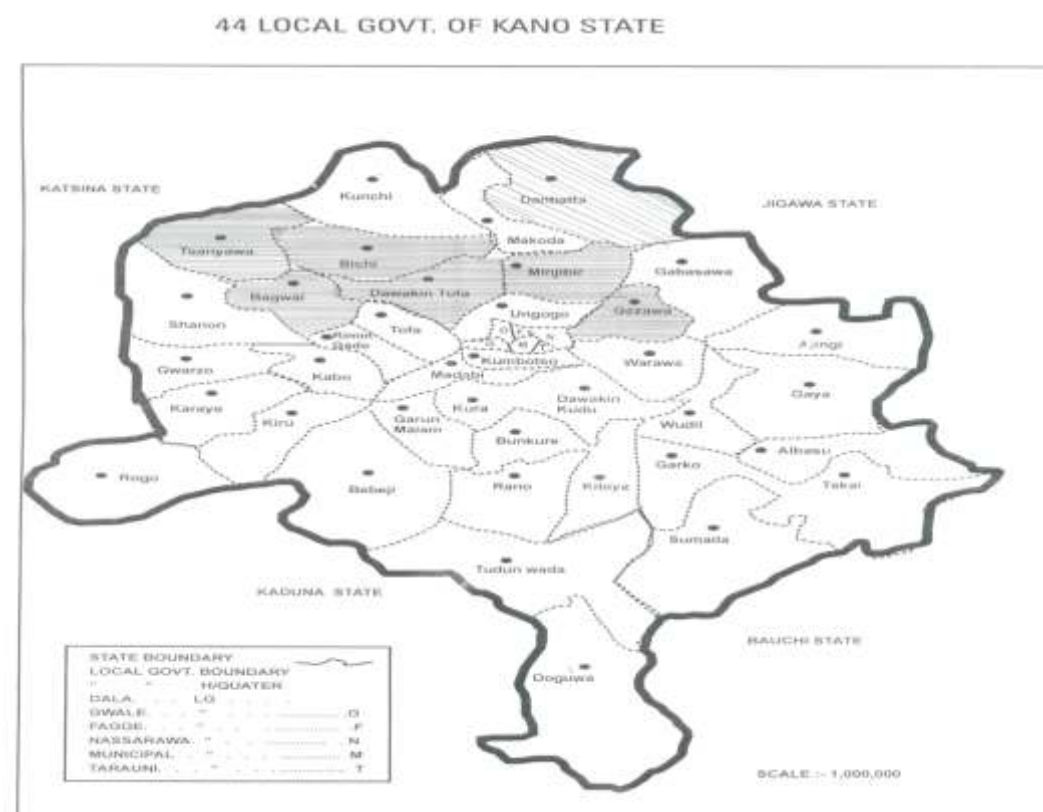 44 LOCAL GOVT. OF KANO STATE
KATSINA STATE
JIGAWA STATE
Kunchi
Danbatta
Makoda
Tsanyawa
Bichi
Minjibir
Gabasawa
Bagwai
Dawakin Tofa
Gezawa
Shanon
Tofa
Ungogo
Ajingi
Gwarzo
Kabo
Madobi
Kumbotso
Warawa
Karaye
Kiru
Garun
Malam
Kura
Dawakin
Kudu
Gaya
Wudil
Bunkure
Rogo
Bebeji
Rano
Kibiya
Garko
Albasu
Takai
Sumaila
Tudun wada
KADUNA STATE
BAUCHI STATE
Doguwa
STATE BOUNDARY
LOCAL GOVT. BOUNDARY
" " H/QUATER
DALA. LG
GWALE. " G
FAGGE. " F
NASSARAWA. " N
MUNICIPAL. " M
TARAUNI. " T
SCALE :- 1,000,000